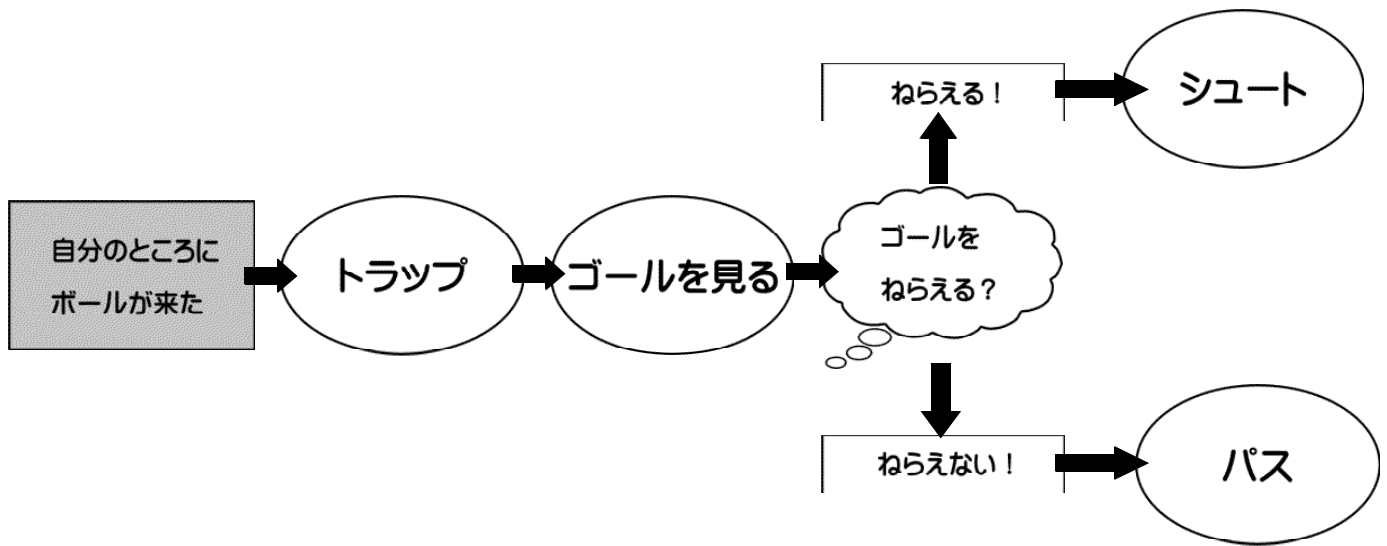 自分のところに
ボールが来た
トラップ
ゴールを見る
ゴールを
ねらえる？
ねらえる！
シュート
ねらえない！
パス